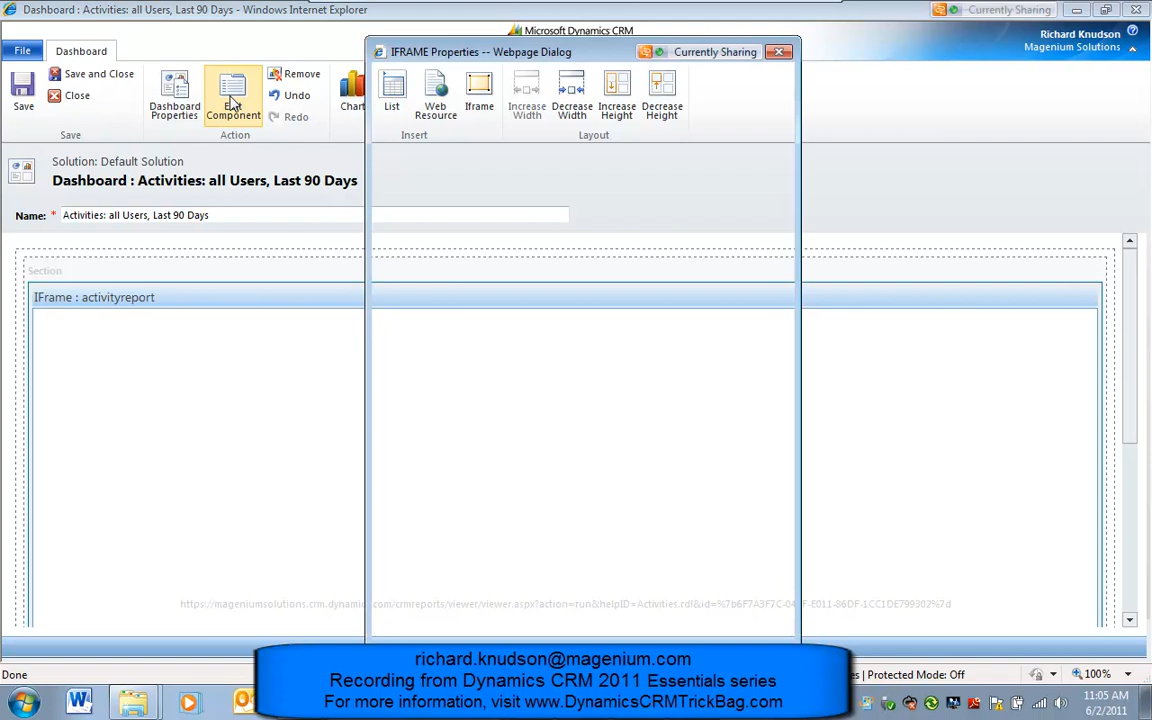 Dashboard: Activities: all Users, Last 90 Days - Windows Internet Explorer
Currently Sharing
Microsoft Dynamics CRM
File
Dashboard
IFRAME Properties -- Webpage Dialog
Currently Sharing
Richard Knudson
Magenium Solutions
Save
Save and Close
Close
Save
Dashboard
Properties
Component
Remove
Undo
Redo
Action
Chart
List
Web
Resource
Iframe
Insert
Increase
Width
Decrease
Width
Increase
Height
Decrease
Height
Layout
Solution: Default Solution
Dashboard : Activities: all Users, Last 90 Days
Name: * Activities: all Users, Last 90 Days
Section
IFrame : activityreport
Done
| Protected Mode: Off
100%
richard.knudson@magenium.com
Recording from Dynamics CRM 2011 Essentials series
For more information, visit www.DynamicsCRMTrickBag.com
11:05 AM
6/2/2011